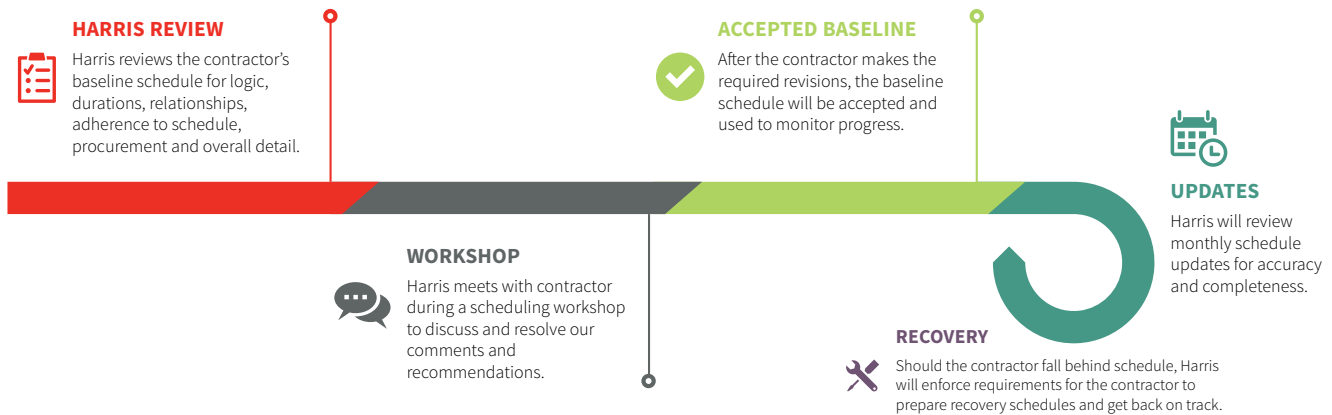 HARRIS REVIEW
Harris reviews the contractor’s
baseline schedule for logic,
durations, relationships,
adherence to schedule,
procurement and overall detail.
WORKSHOP
Harris meets with contractor
during a scheduling workshop
to discuss and resolve our
comments and
recommendations.
ACCEPTED BASELINE
After the contractor makes the
required revisions, the baseline
schedule will be accepted and
used to monitor progress.
UPDATES
Harris will review
monthly schedule
updates for accuracy
and completeness.
RECOVERY
Should the contractor fall behind schedule, Harris
will enforce requirements for the contractor to
prepare recovery schedules and get back on track.